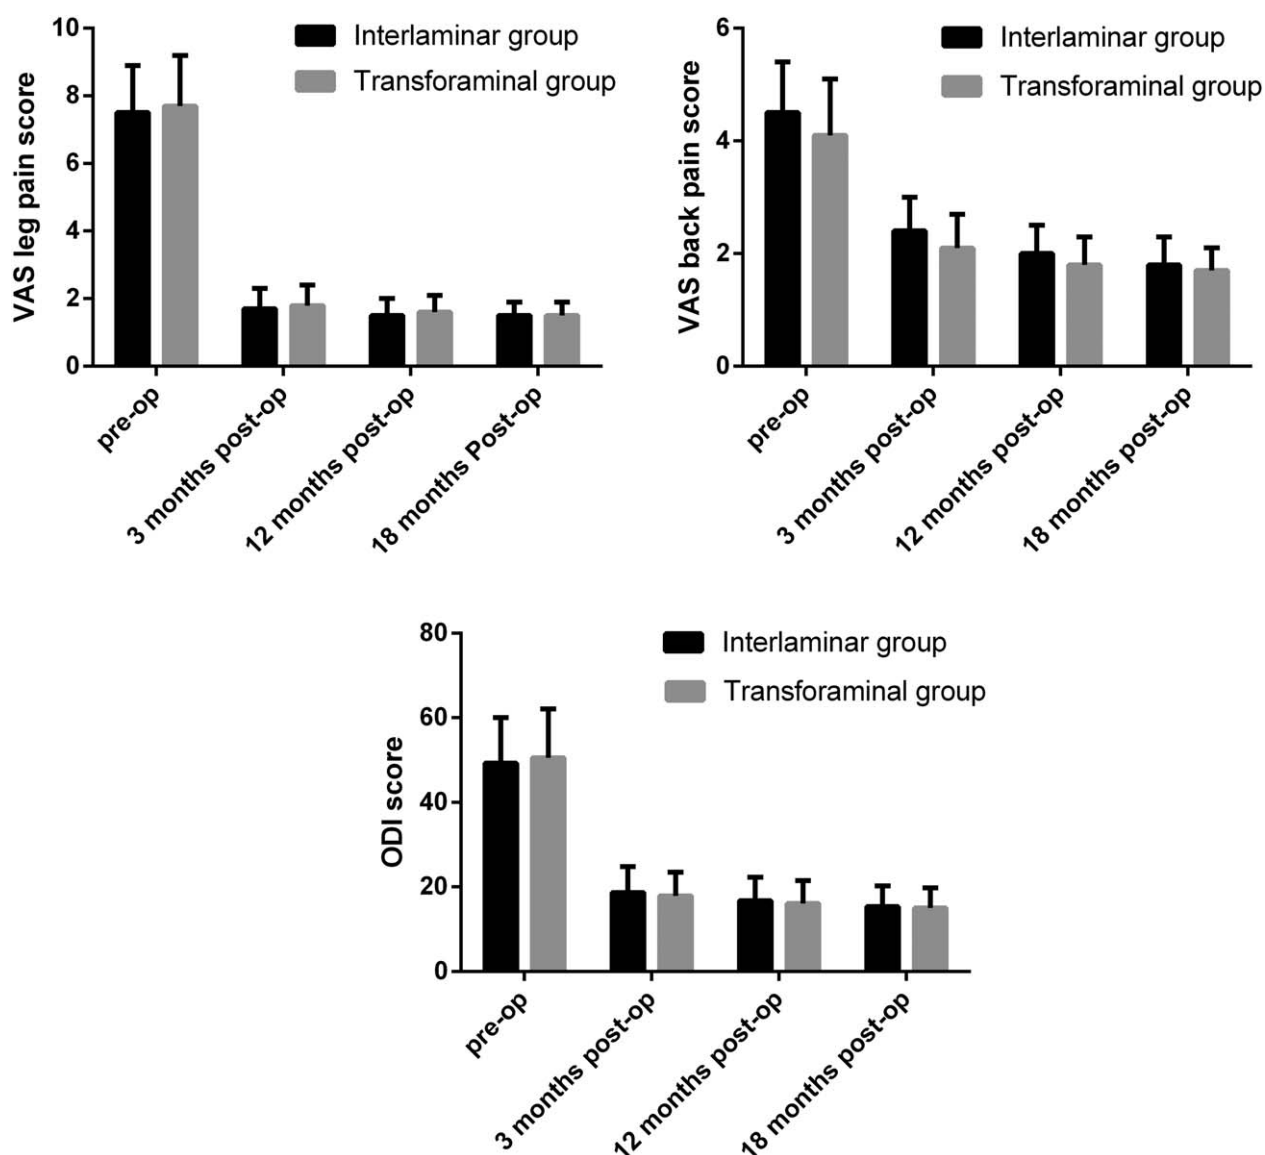 VAS leg pain score
10
8
6
4
2
0
Interlaminar group
Transforaminal group
pre-op
3 months post-op
12 months post-op
18 months Post-op
VAS back pain score
6
4
2
0
Interlaminar group
Transforaminal group
pre-op
3 months post-op
12 months post-op
18 months post-op
ODI score
80
60
40
20
0
Interlaminar group
Transforaminal group
pre-op
3 months post-op
12 months post-op
18 months post-op